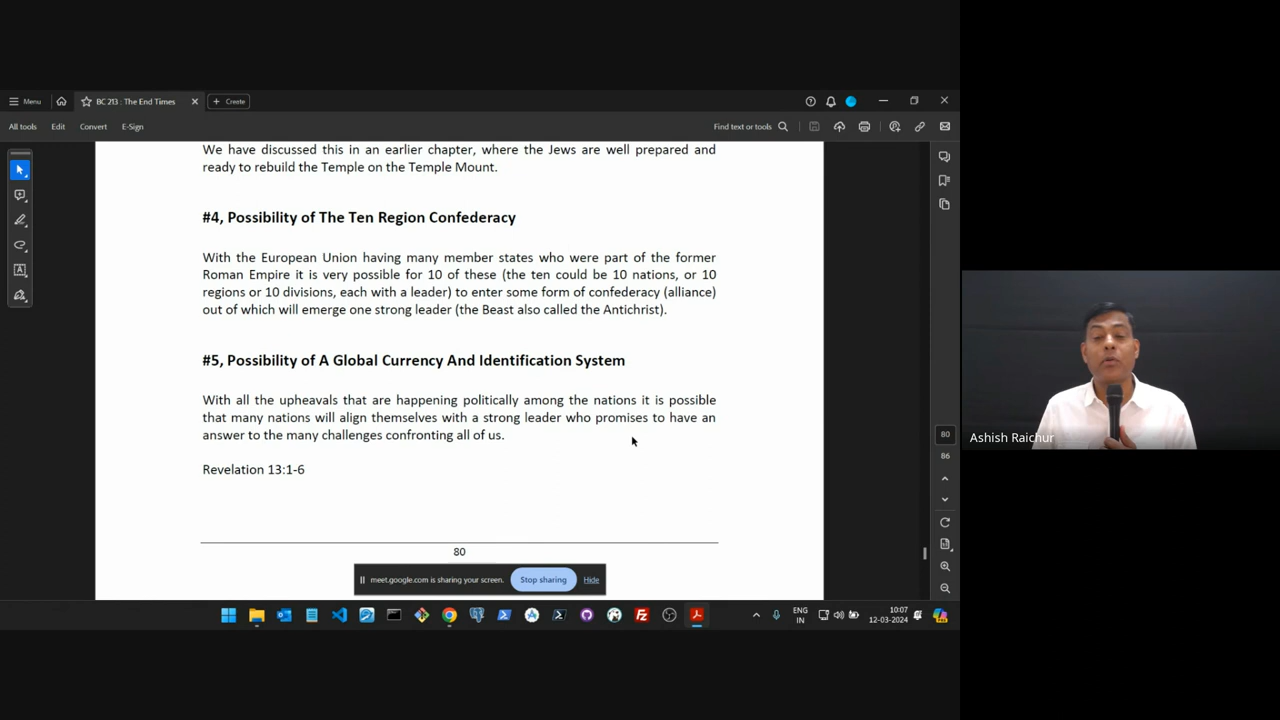 Menu
BC 213 : The End Times
Create
All tools
Edit
Convert
E-Sign
Find text or tools
We have discussed this in an earlier chapter, where the Jews are well prepared and
ready to rebuild the Temple on the Temple Mount.
#4, Possibility of The Ten Region Confederacy
With the European Union having many member states who were part of the former
Roman Empire it is very possible for 10 of these (the ten could be 10 nations, or 10
regions or 10 divisions, each with a leader) to enter some form of confederacy (alliance)
out of which will emerge one strong leader (the Beast also called the Antichrist).
#5, Possibility of A Global Currency And Identification System
With all the upheavals that are happening politically among the nations it is possible
that many nations will align themselves with a strong leader who promises to have an
answer to the many challenges confronting all of us.
Revelation 13:1-6
80
80
86
meet.google.com is sharing your screen.
Stop sharing
Hide
ENG
IN
10:07
12-03-2024
Ashish Raichur